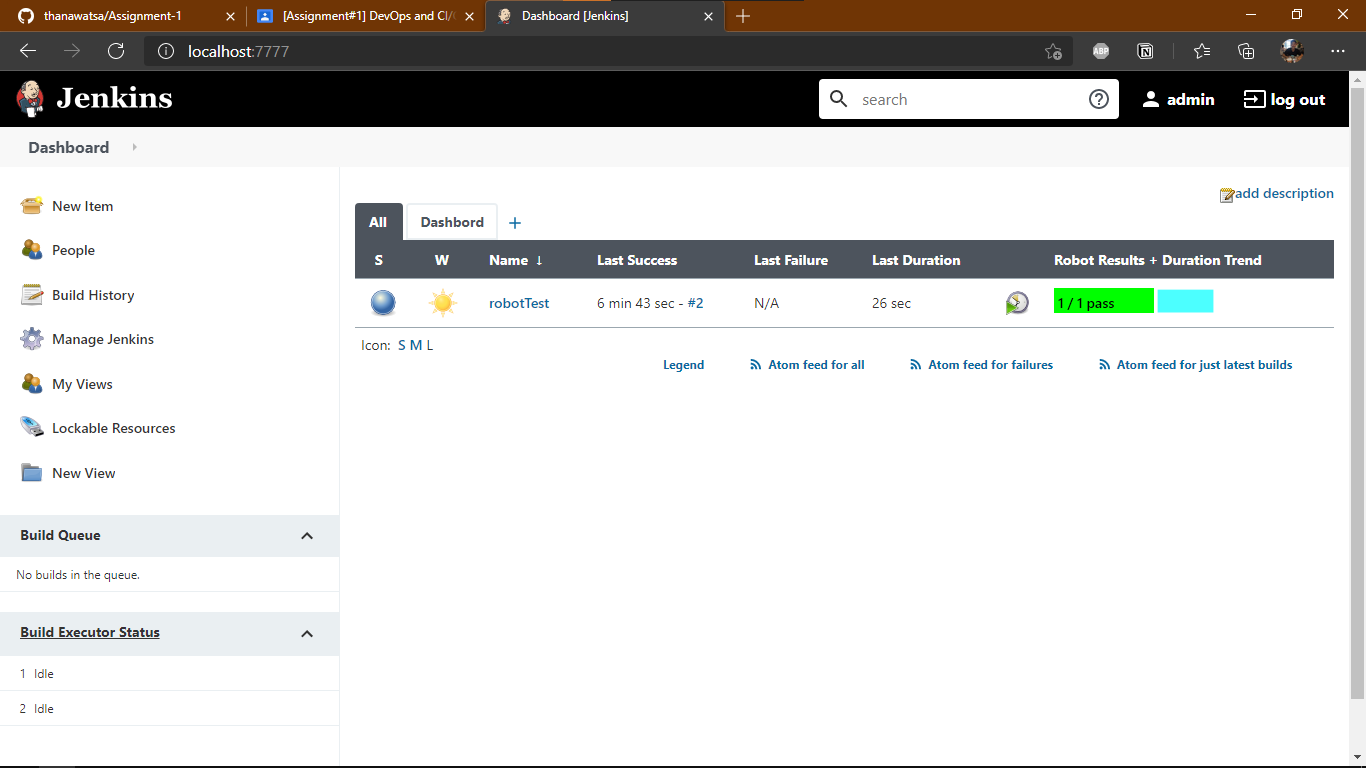 thanawatsa/Assignment-1
[Assignment#1] DevOps and CI/
Dashboard [Jenkins]
localhost:7777
ABP
Jenkins
search
admin
log out
Dashboard
New Item
People
Build History
Manage Jenkins
My Views
Lockable Resources
New View
Build Queue
No builds in the queue.
Build Executor Status
1 Idle
2 Idle
add description
All Dashbord +
S W Name ↓ Last Success Last Failure Last Duration Robot Results + Duration Trend
robotTest 6 min 43 sec - #2 N/A 26 sec 1 / 1 pass
Icon: S M L
Legend Atom feed for all Atom feed for failures Atom feed for just latest builds